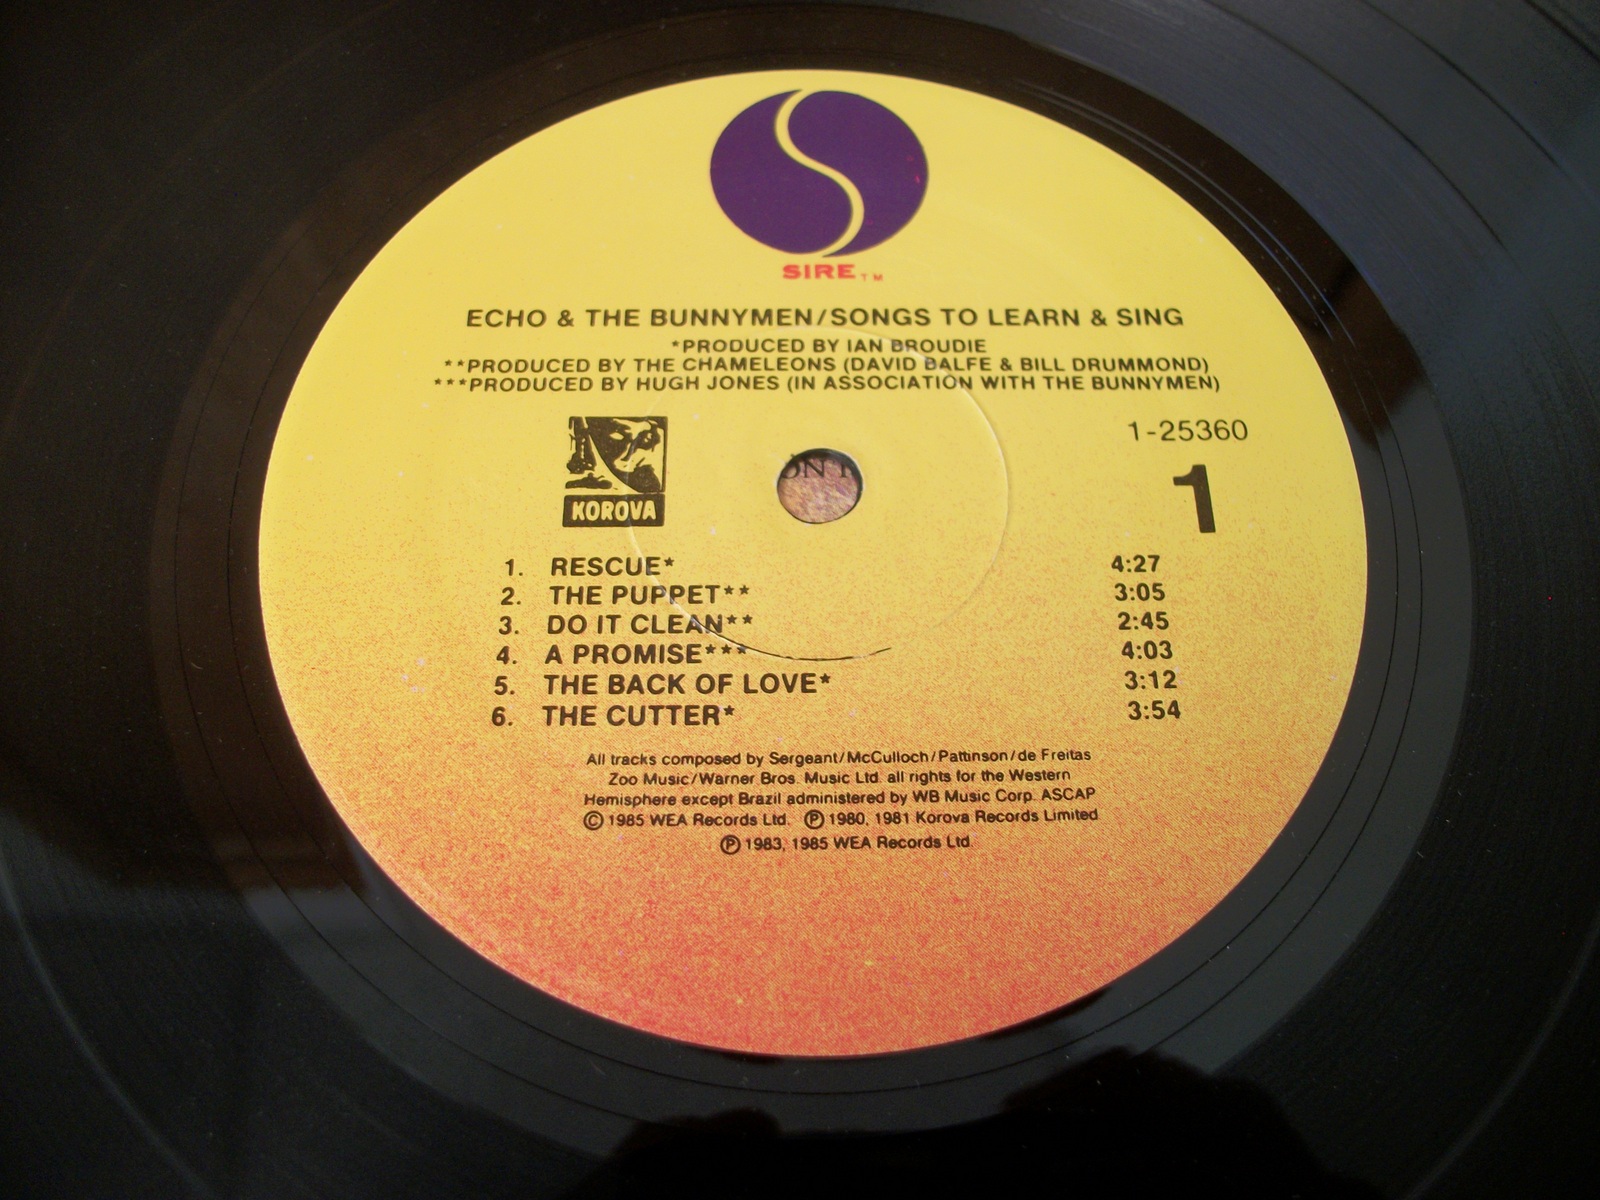 SIRE TM
ECHO & THE BUNNYMEN/SONGS TO LEARN & SING
*PRODUCED BY IAN BROUDIE
**PRODUCED BY THE CHAMELEONS (DAVID BALFE & BILL DRUMMOND)
***PRODUCED BY HUGH JONES (IN ASSOCIATION WITH THE BUNNYMEN)
1-25360
1
KOROVA
ON
1. RESCUE* 4:27
2. THE PUPPET** 3:05
3. DO IT CLEAN** 2:45
4. A PROMISE*** 4:03
5. THE BACK OF LOVE* 3:12
6. THE CUTTER* 3:54
All tracks composed by Sergeant/McCulloch/Pattinson/de Freitas
Zoo Music/Warner Bros. Music Ltd. all rights for the Western
Hemisphere except Brazil administered by WB Music Corp. ASCAP
© 1985 WEA Records Ltd. ℗ 1980, 1981 Korova Records Limited
℗ 1983, 1985 WEA Records Ltd.